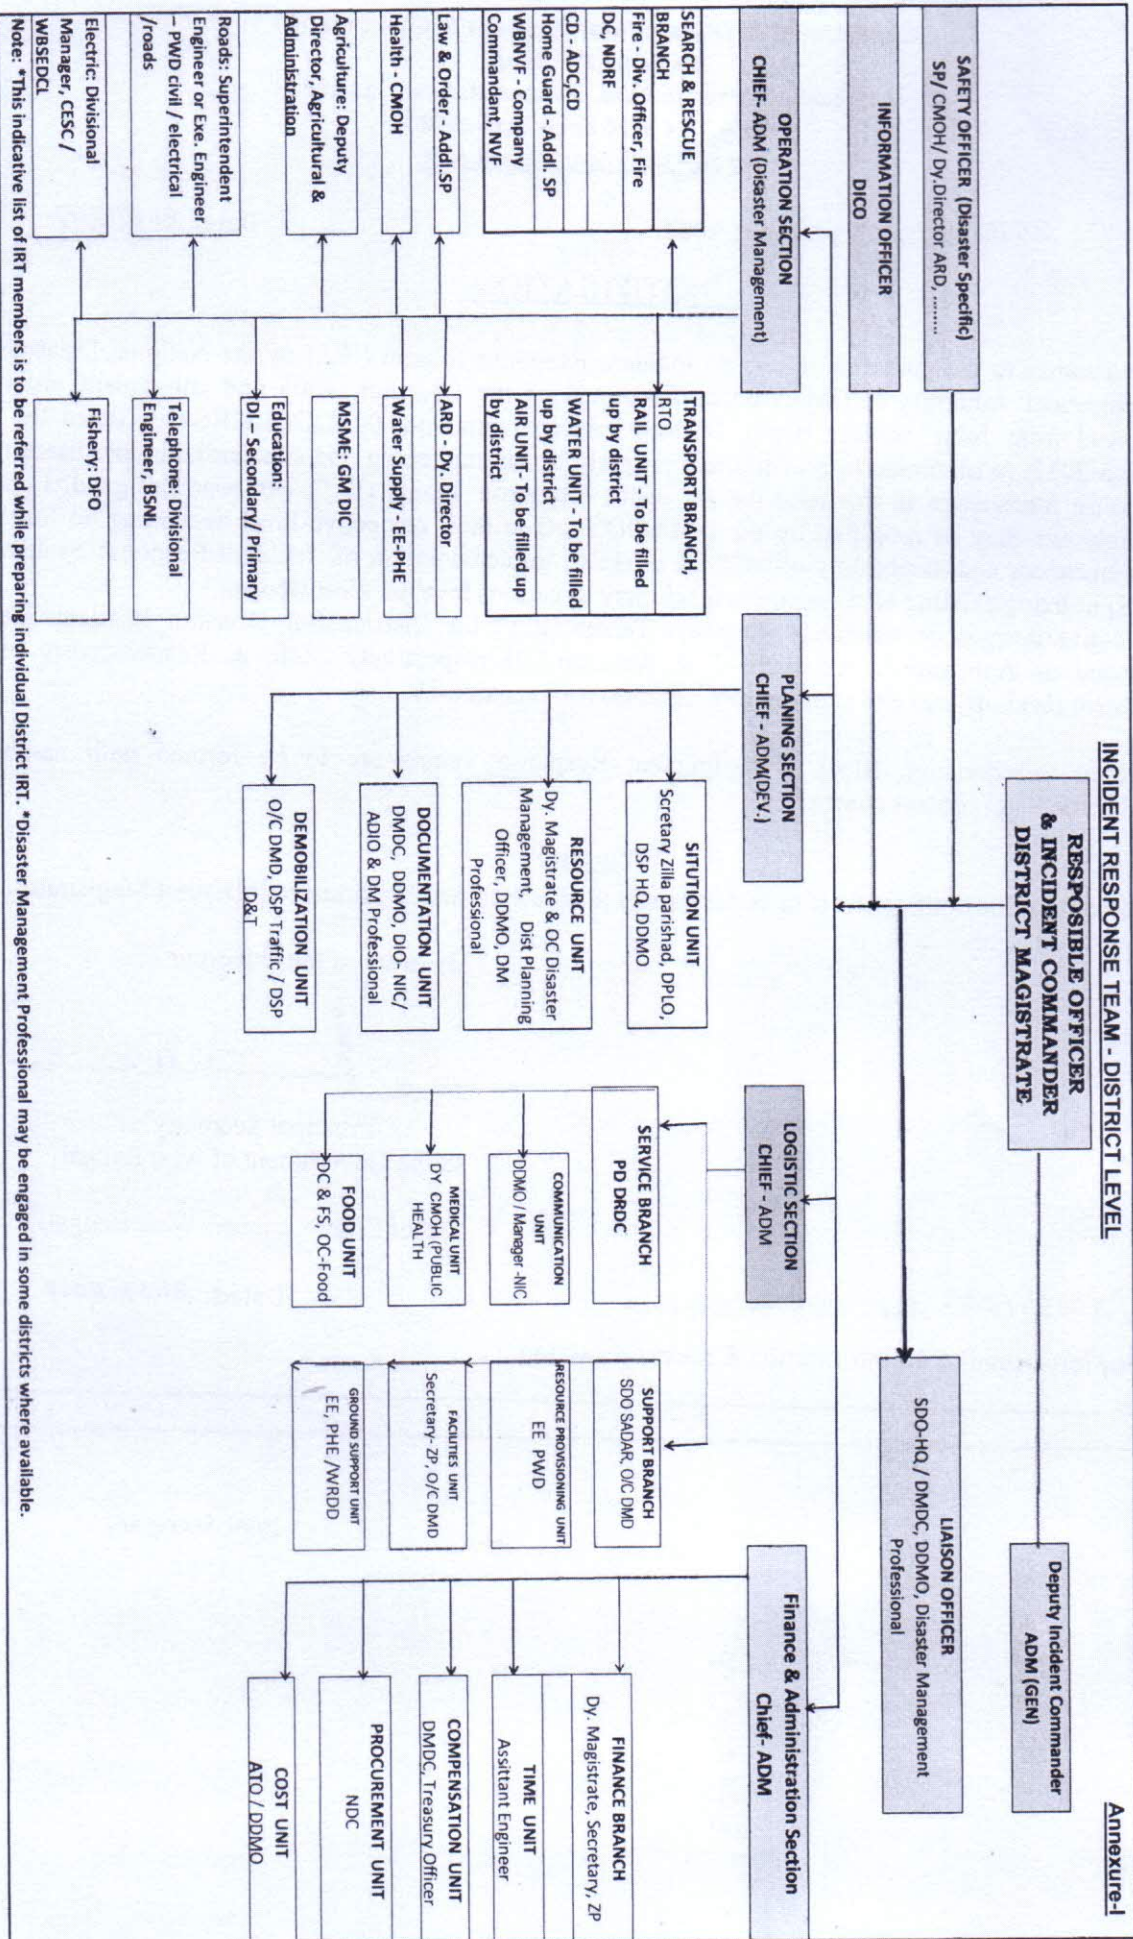 Annexure-I
INCIDENT RESPONSE TEAM - DISTRICT LEVEL
RESPOSIBLE OFFICER
& INCIDENT COMMANDER
DISTRICT MAGISTRATE
Deputy Incident Commander
ADM (GEN)
SAFETY OFFICER (Disaster Specific)
SP/ CMOH/ Dy.Director ARD, ........
INFORMATION OFFICER
DICO
LIAISON OFFICER
SDO-HQ / DMDC, DDMO, Disaster Management
Professional
OPERATION SECTION
CHIEF- ADM (Disaster Management)
PLANING SECTION
CHIEF - ADM(DEV.)
LOGISTIC SECTION
CHIEF - ADM
Finance & Administration Section
Chief- ADM
SEARCH & RESCUE
BRANCH
Fire - Div. Officer, Fire
DC, NDRF
Home Guard - Addl. SP
CD - ADC,CD
WBNVF - Company
Commandant, NVF
Law & Order - Addl.SP
Health - CMOH
Agriculture: Deputy
Director, Agricultural &
Administration
Roads: Superintendent
Engineer or Exe. Engineer
– PWD civil / electrical
/roads
Electric: Divisional
Manager, CESC /
WBSEDCL
TRANSPORT BRANCH,
RTO
RAIL UNIT - To be filled
up by district
WATER UNIT - To be filled
up by district
AIR UNIT- To be filled up
by district
ARD - Dy. Director
Water Supply - EE-PHE
MSME: GM DIC
Education:
DI – Secondary/ Primary
Telephone: Divisional
Engineer, BSNL
Fishery: DFO
SITUTION UNIT
Scretary Zilla parishad, DPLO,
DSP HQ, DDMO
RESOURCE UNIT
Dy. Magistrate & OC Disaster
Management, Dist Planning
Officer, DDMO, DM
Professional
DOCUMENTATION UNIT
DMDC, DDMO, DIO- NIC/
ADIO & DM Professional
DEMOBILIZATION UNIT
O/C DMD, DSP Traffic / DSP
D&T
SERVICE BRANCH
PD DRDC
COMMUNICATION
UNIT
DDMO / Manager -NIC
MEDICAL UNIT
DY CMOH (PUBLIC
HEALTH
FOOD UNIT
DC & FS, OC-Food
SUPPORT BRANCH
SDO SADAR, O/C DMD
RESOURCE PROVISIONING UNIT
EE PWD
FACILITIES UNIT
Secretary- ZP, O/C DMD
GROUND SUPPORT UNIT
EE, PHE /WRDD
FINANCE BRANCH
Dy. Magistrate, Secretary, ZP
TIME UNIT
Assittant Engineer
COMPENSATION UNIT
DMDC, Treasury Officer
PROCUREMENT UNIT
NDC
COST UNIT
ATO / DDMO
Note: *This indicative list of IRT members is to be referred while preparing individual District IRT. *Disaster Management Professional may be engaged in some districts where available.